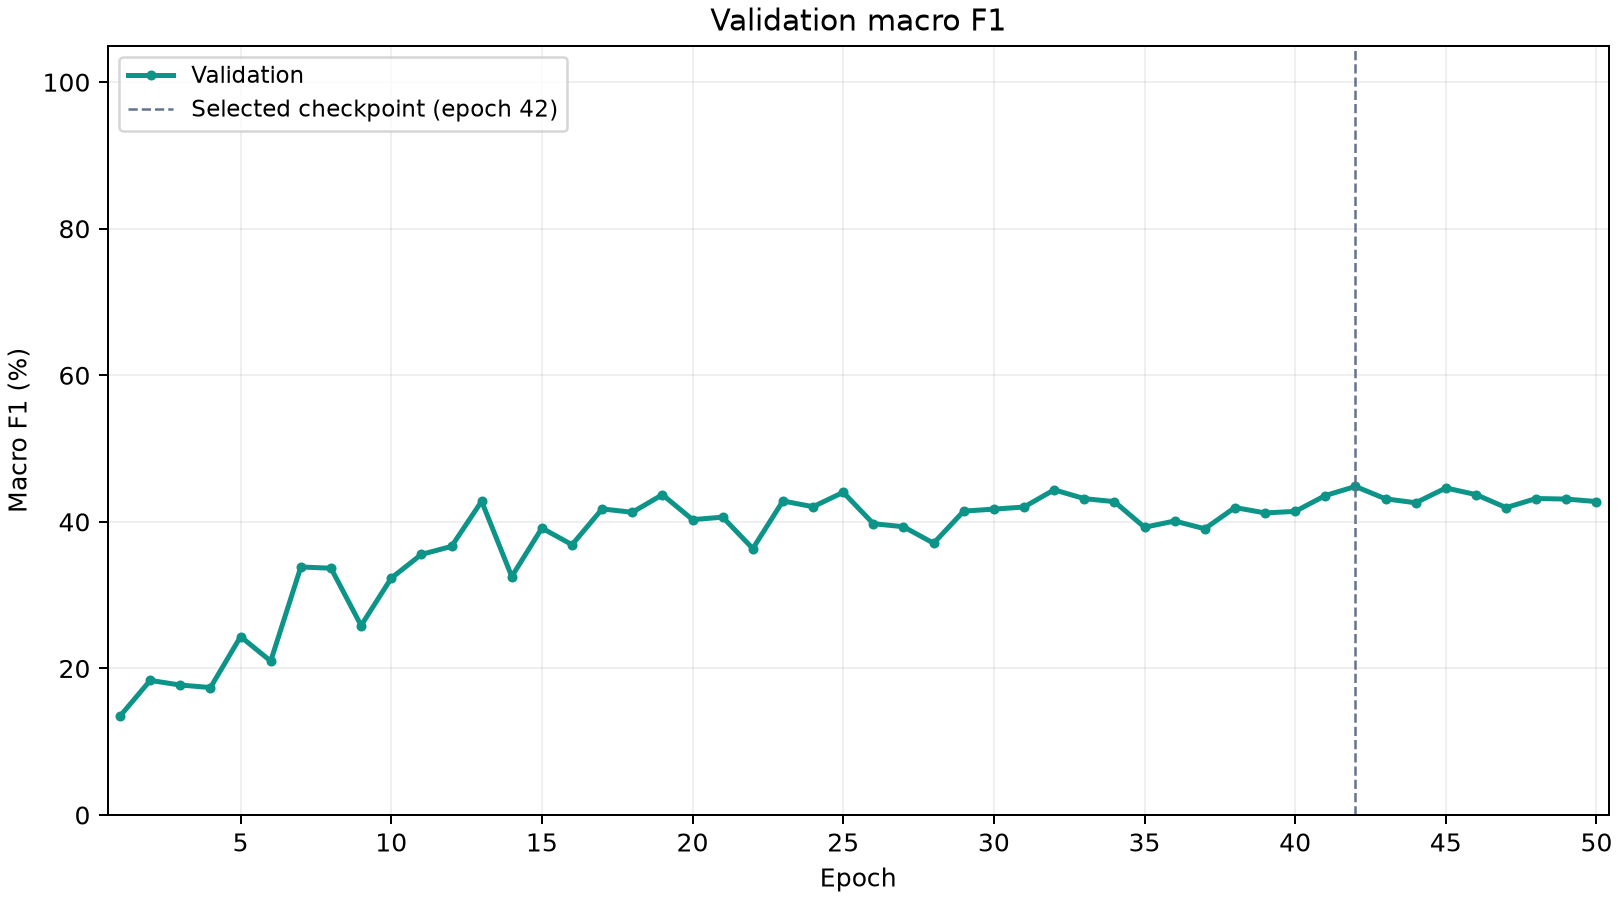 Validation macro F1
Validation
Selected checkpoint (epoch 42)
Macro F1 (%)
100
80
60
40
20
0
5 10 15 20 25 30 35 40 45 50
Epoch